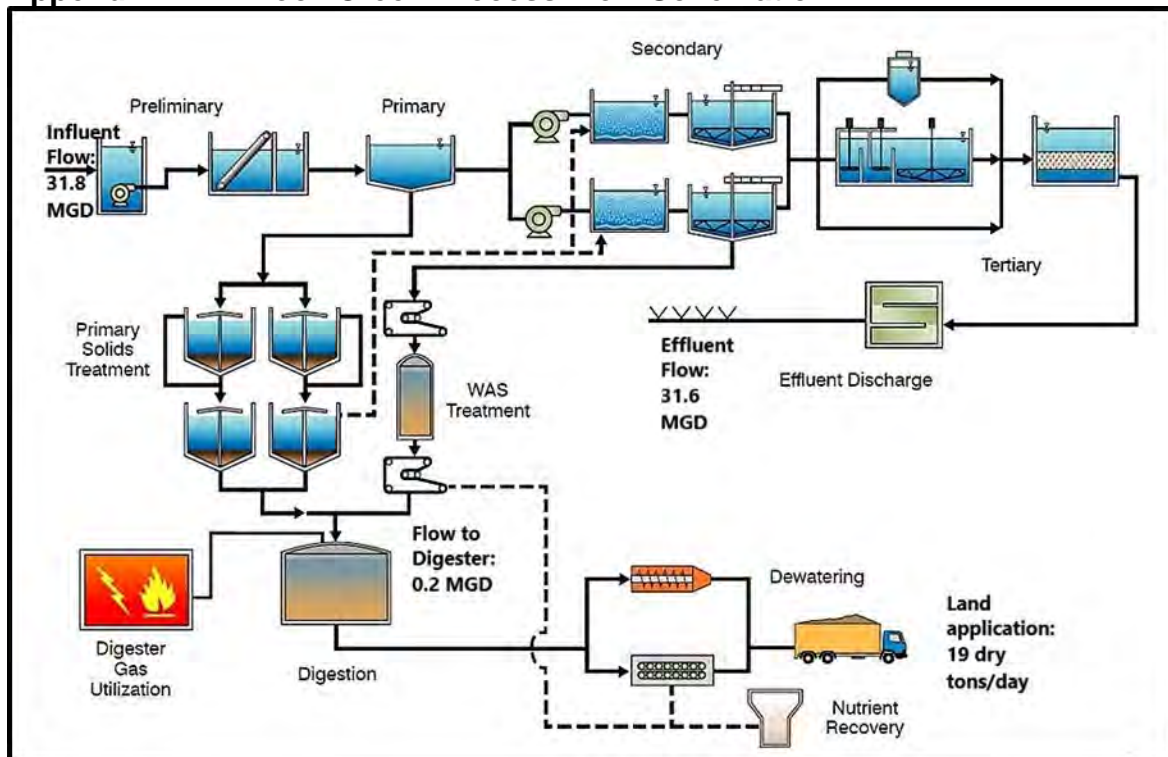 Preliminary
Primary
Secondary
Influent
Flow:
31.8
MGD
Tertiary
Primary
Solids
Treatment
WAS
Treatment
Effluent
Flow:
31.6
MGD
Effluent Discharge
Flow to
Digester:
0.2 MGD
Digester
Gas
Utilization
Digestion
Dewatering
Land
application:
19 dry
tons/day
Nutrient
Recovery